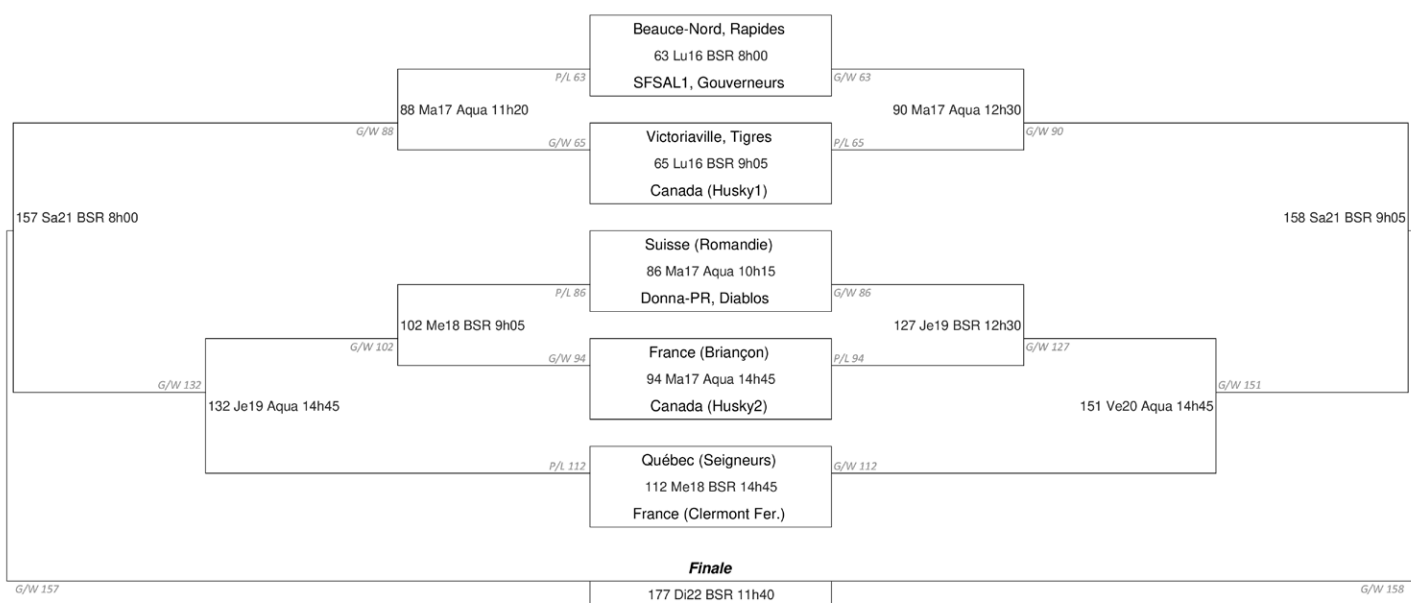 Beauce-Nord, Rapides
63 Lu16 BSR 8h00
P/L 63
G/W 63
SFSAL1, Gouverneurs
88 Ma17 Aqua 11h20
90 Ma17 Aqua 12h30
G/W 88
G/W 65
Victoriaville, Tigres
P/L 65
G/W 90
65 Lu16 BSR 9h05
Canada (Husky1)
157 Sa21 BSR 8h00
158 Sa21 BSR 9h05
Suisse (Romandie)
86 Ma17 Aqua 10h15
P/L 86
G/W 86
Donna-PR, Diablos
102 Me18 BSR 9h05
127 Je19 BSR 12h30
G/W 102
G/W 94
France (Briançon)
P/L 94
G/W 127
94 Ma17 Aqua 14h45
G/W 132
G/W 151
132 Je19 Aqua 14h45
Canada (Husky2)
151 Ve20 Aqua 14h45
P/L 112
Québec (Seigneurs)
G/W 112
112 Me18 BSR 14h45
France (Clermont Fer.)
Finale
G/W 157
177 Di22 BSR 11h40
G/W 158